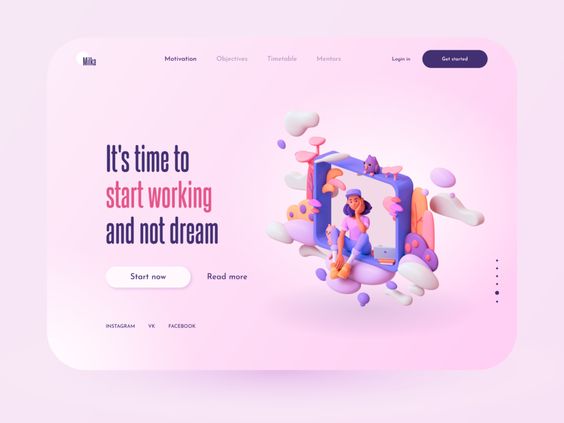 Milka
Motivation Objectives Timetable Mentors Login in Get started
It's time to
start working
and not dream
Start now Read more
INSTAGRAM VK FACEBOOK